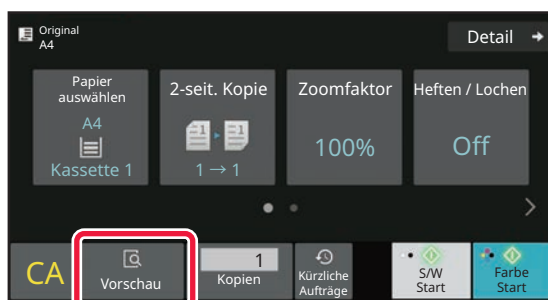 Original
A4
Detail
Papier
auswählen
A4
Kassette 1
2-seit. Kopie
1 → 1
Zoomfaktor
100%
Heften / Lochen
Off
CA
Vorschau
1
Kopien
Kürzliche
Aufträge
S/W
Start
Farbe
Start